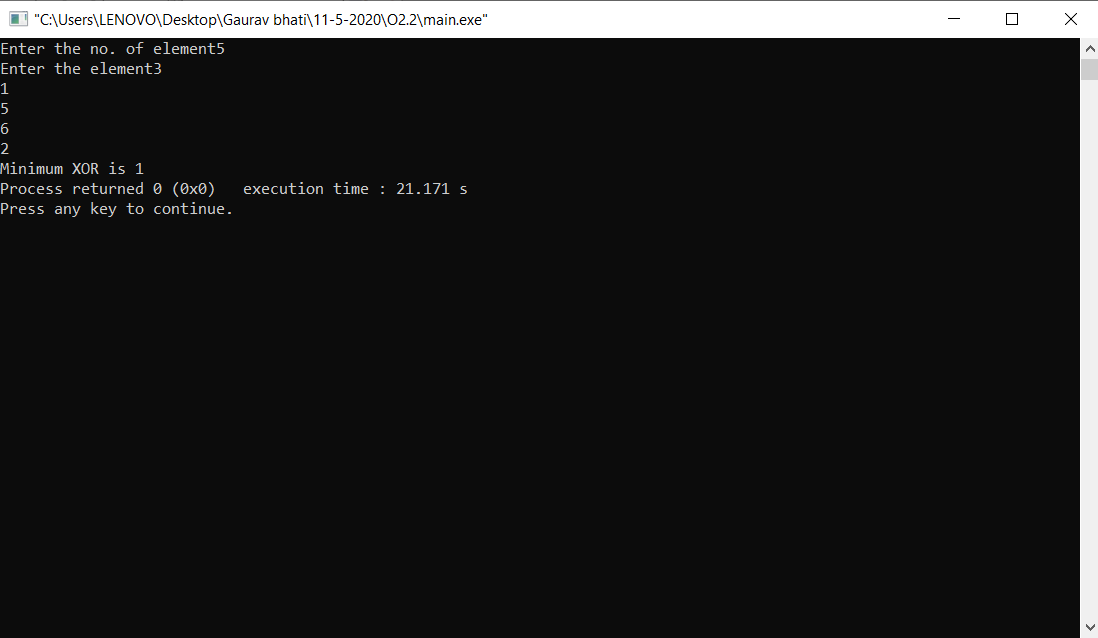 "C:\Users\LENOVO\Desktop\Gaurav bhati\11-5-2020\O2.2\main.exe"
Enter the no. of element5
Enter the element3
1
5
6
2
Minimum XOR is 1
Process returned 0 (0x0)   execution time : 21.171 s
Press any key to continue.